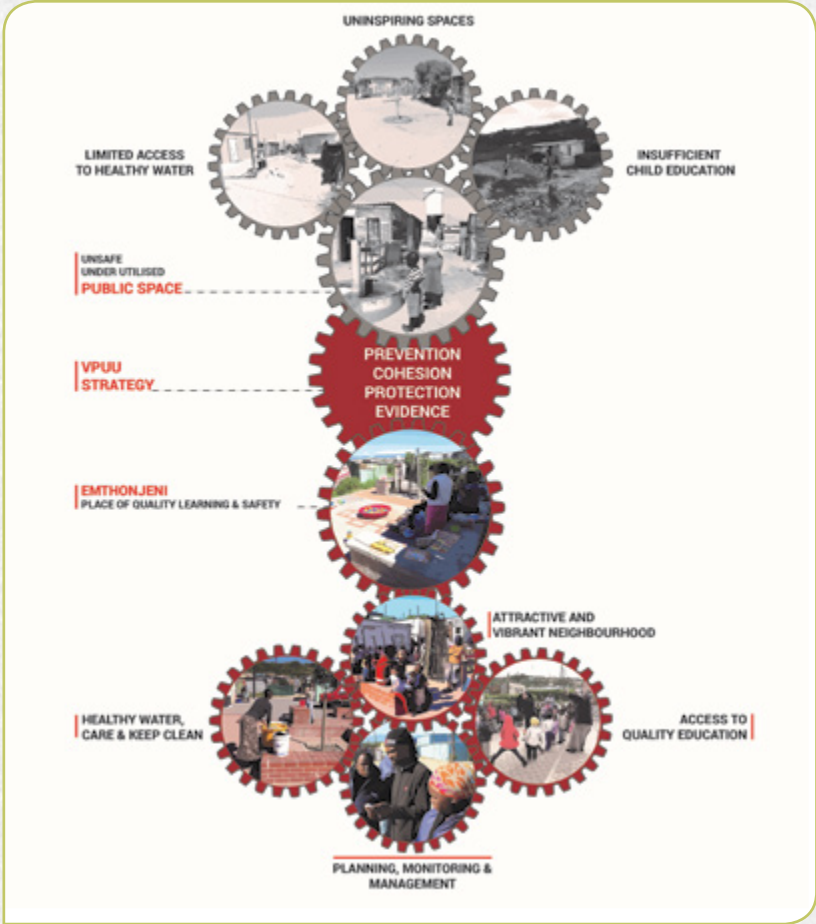 UNINSPIRING SPACES
LIMITED ACCESS
TO HEALTHY WATER
INSUFFICIENT
CHILD EDUCATION
UNSAFE
UNDER UTILISED
PUBLIC SPACE
PREVENTION
COHESION
PROTECTION
EVIDENCE
VPUU
STRATEGY
EMTHONJENI
PLACE OF QUALITY LEARNING & SAFETY
ATTRACTIVE AND
VIBRANT NEIGHBOURHOOD
HEALTHY WATER,
CARE & KEEP CLEAN
ACCESS TO
QUALITY EDUCATION
PLANNING, MONITORING &
MANAGEMENT